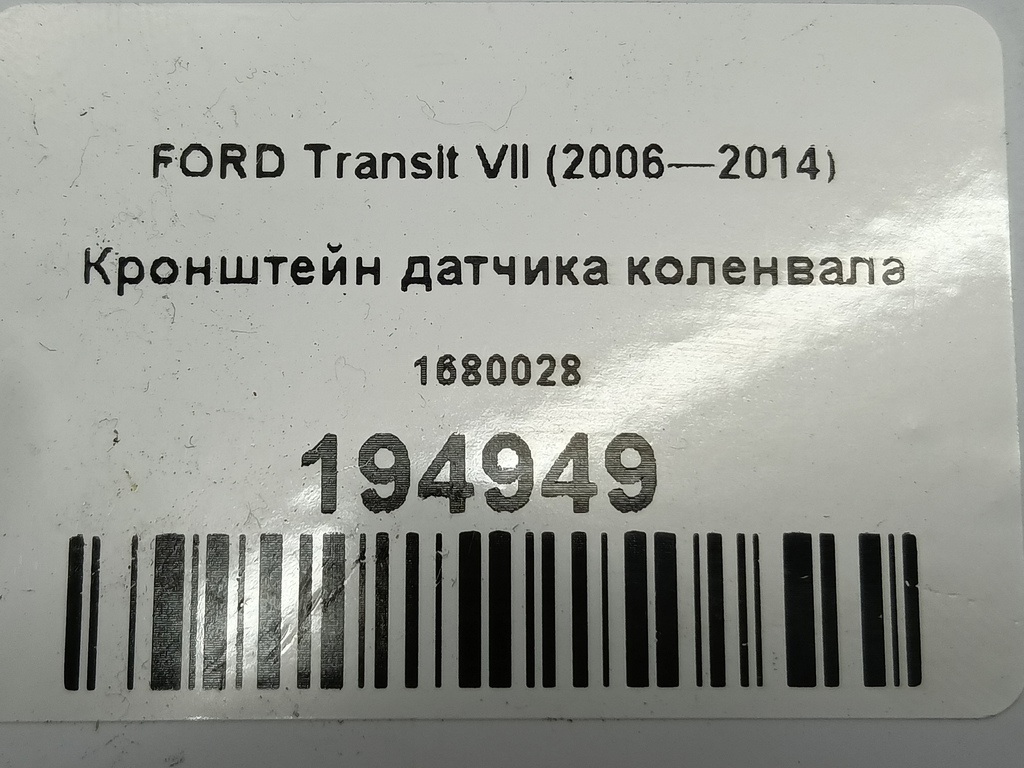 FORD Transit VII (2006—2014)
Кронштейн датчика коленвала
1680028
194949